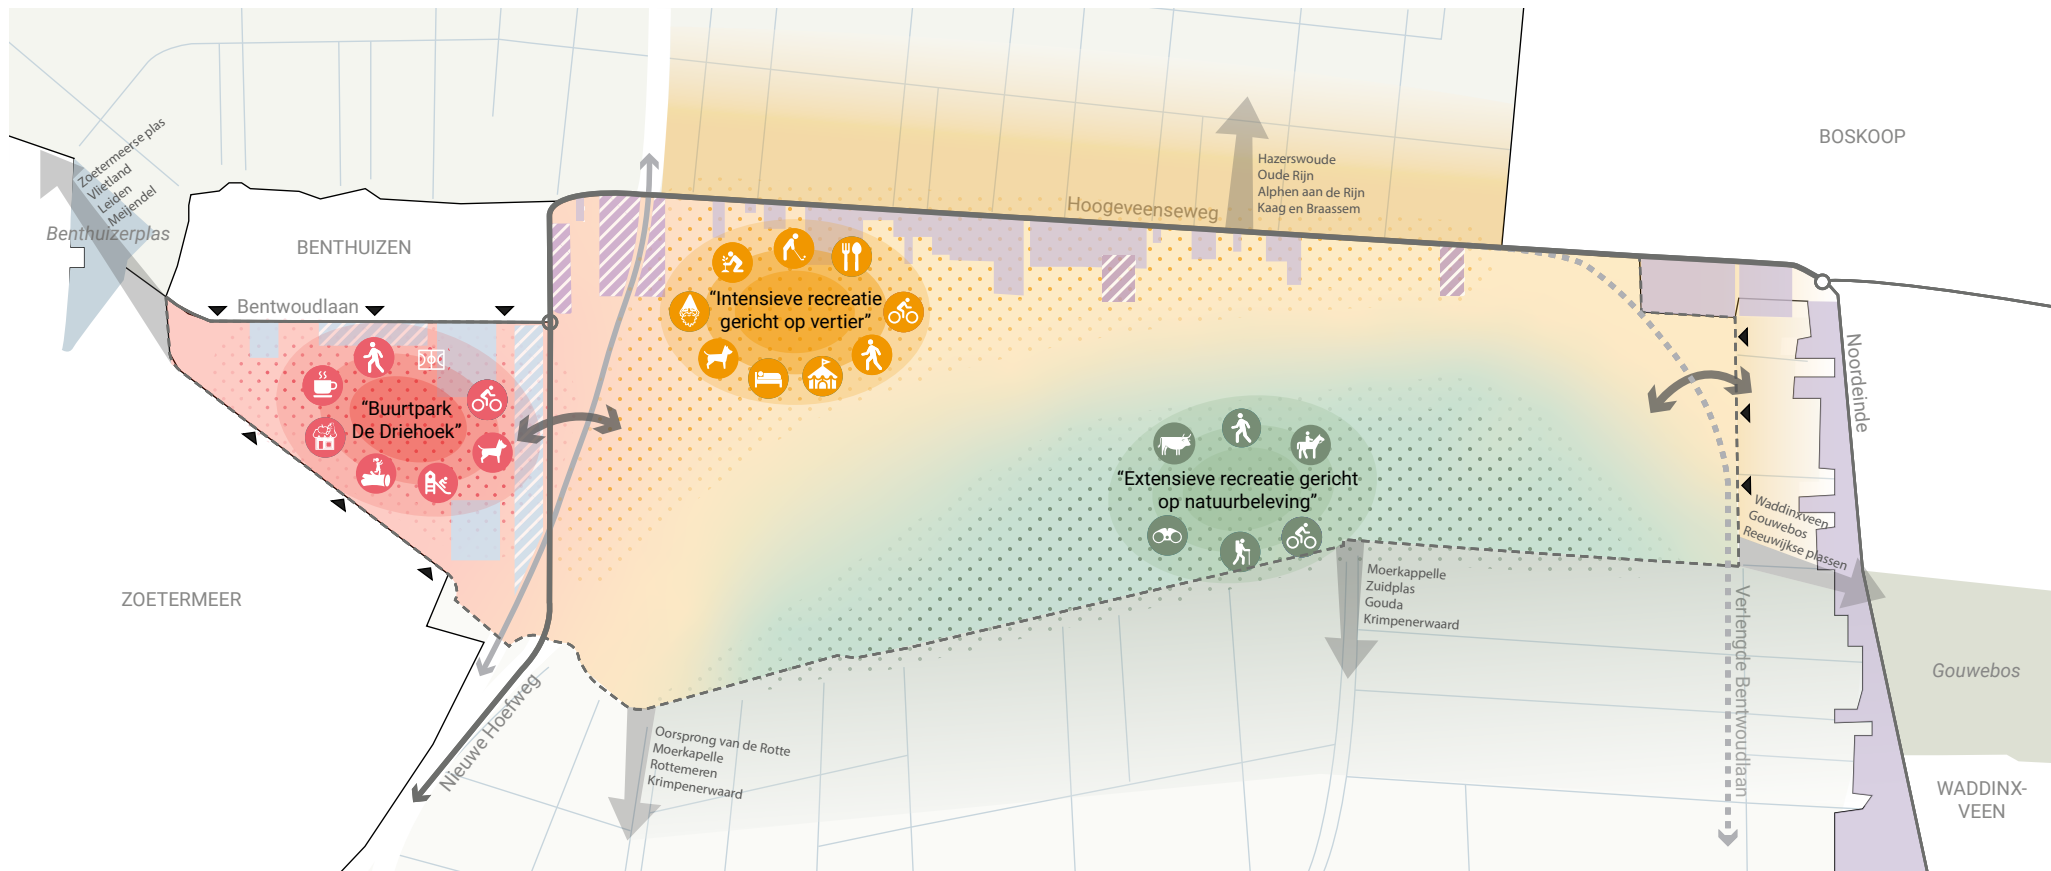 BOSKOOP
Zoetermeerse plas
Vlietland
Leiden
Meijendel
Benthuizerplas
BENTHUIZEN
Bentwoudlaan
Hazerswoude
Oude Rijn
Alphen aan de Rijn
Kaag en Braassem
Hoogeveenseweg
“Intensieve recreatie
gericht op vertier”
“Buurtpark
De Driehoek”
“Extensieve recreatie gericht
op natuurbeleving”
Noordeinde
Waddinxveen
Gouwebos
Reeuwijkse plassen
ZOETERMEER
Moerkappelle
Zuidplas
Gouda
Krimpenerwaard
Verlengde Bentwoudlaan
Gouwebos
Nieuwe Hoefweg
Oorsprong van de Rotte
Moerkapelle
Rottemeren
Krimpenerwaard
WADDINX-
VEEN